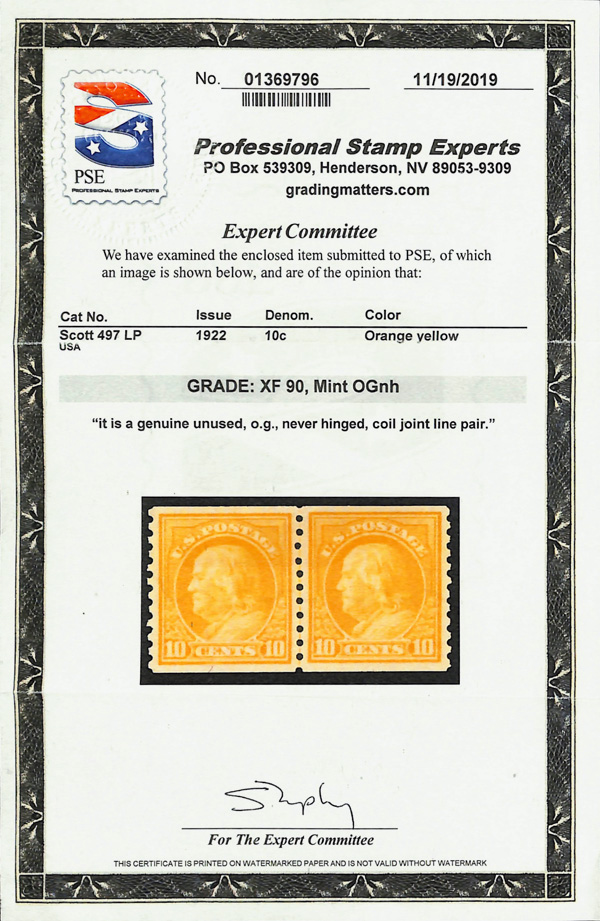 No. 01369796 11/19/2019
PSE
PROFESSIONAL STAMP EXPERTS
Professional Stamp Experts
PO Box 539309, Henderson, NV 89053-9309
gradingmatters.com
Expert Committee
We have examined the enclosed item submitted to PSE, of which
an image is shown below, and are of the opinion that:
Cat No. Issue Denom. Color
Scott 497 LP 1922 10c Orange yellow
USA
GRADE: XF 90, Mint OGnh
“it is a genuine unused, o.g., never hinged, coil joint line pair.”
U.S. POSTAGE U.S. POSTAGE
10 CENTS 10 10 CENTS 10
For The Expert Committee
THIS CERTIFICATE IS PRINTED ON WATERMARKED PAPER AND IS NOT VALID WITHOUT WATERMARK